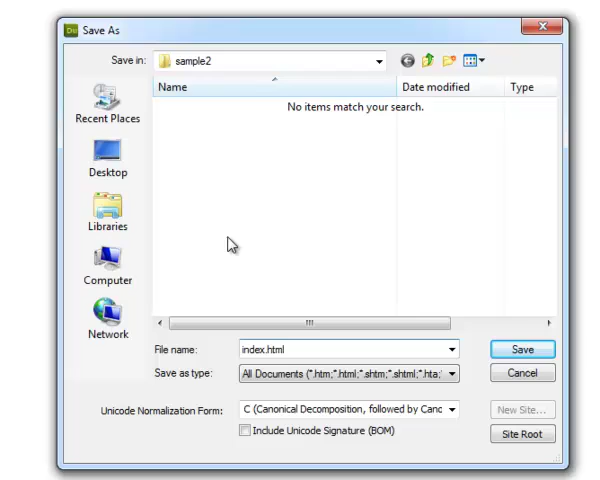 Dw Save As
Save in: sample2
Name Date modified Type
No items match your search.
Recent Places
Desktop
Libraries
Computer
Network
File name: index.html Save
Save as type: All Documents (*.htm;*.html;*.shtm;*.shtml;*.hta; Cancel
Unicode Normalization Form: C (Canonical Decomposition, followed by Canc New Site...
Include Unicode Signature (BOM) Site Root